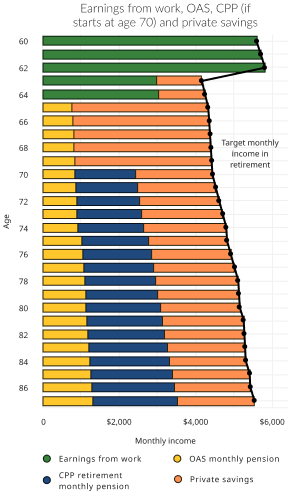 Earnings from work, OAS, CPP (if
starts at age 70) and private savings
60
62
64
66
68
70
72
74
76
78
80
82
84
86
Age
Target monthly
income in
retirement
0
$2,000
$4,000
$6,000
Monthly income
Earnings from work
OAS monthly pension
CPP retirement
monthly pension
Private savings